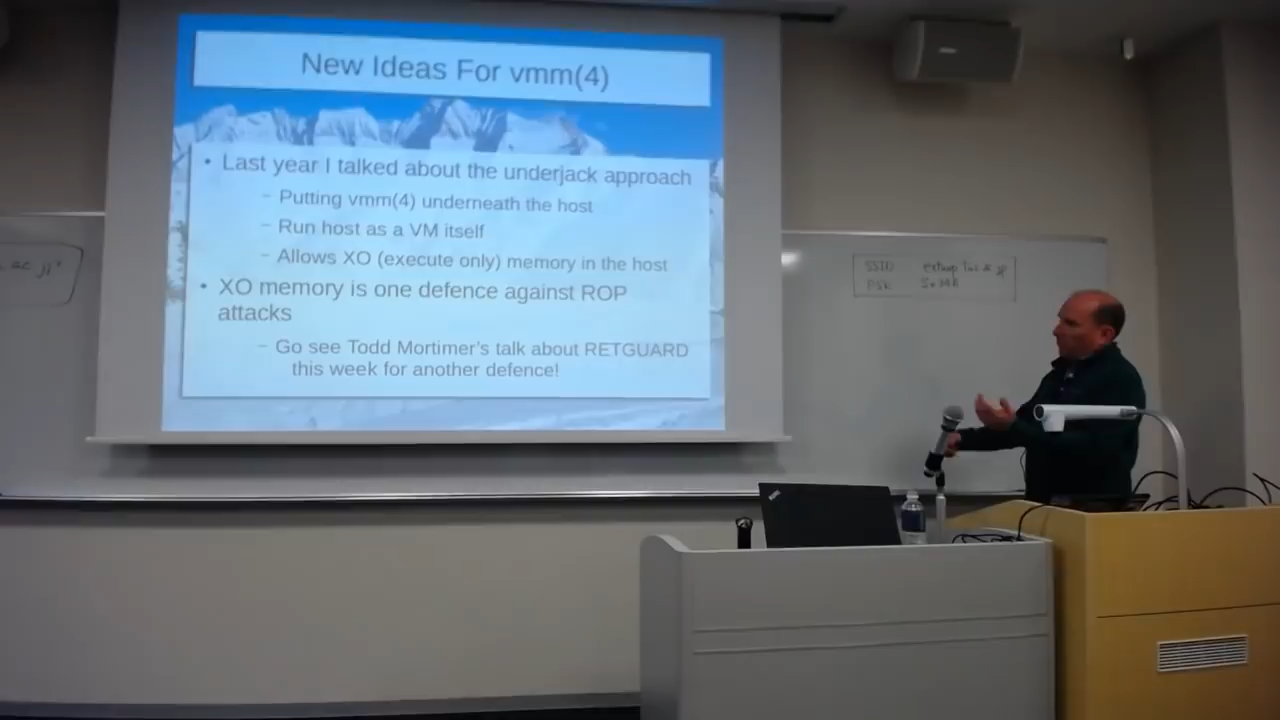 New Ideas For vmm(4)
• Last year I talked about the underjack approach
– Putting vmm(4) underneath the host
– Run host as a VM itself
– Allows XO (execute only) memory in the host
• XO memory is one defence against ROP
attacks
– Go see Todd Mortimer's talk about RETGUARD
this week for another defence!
SSID
PSK